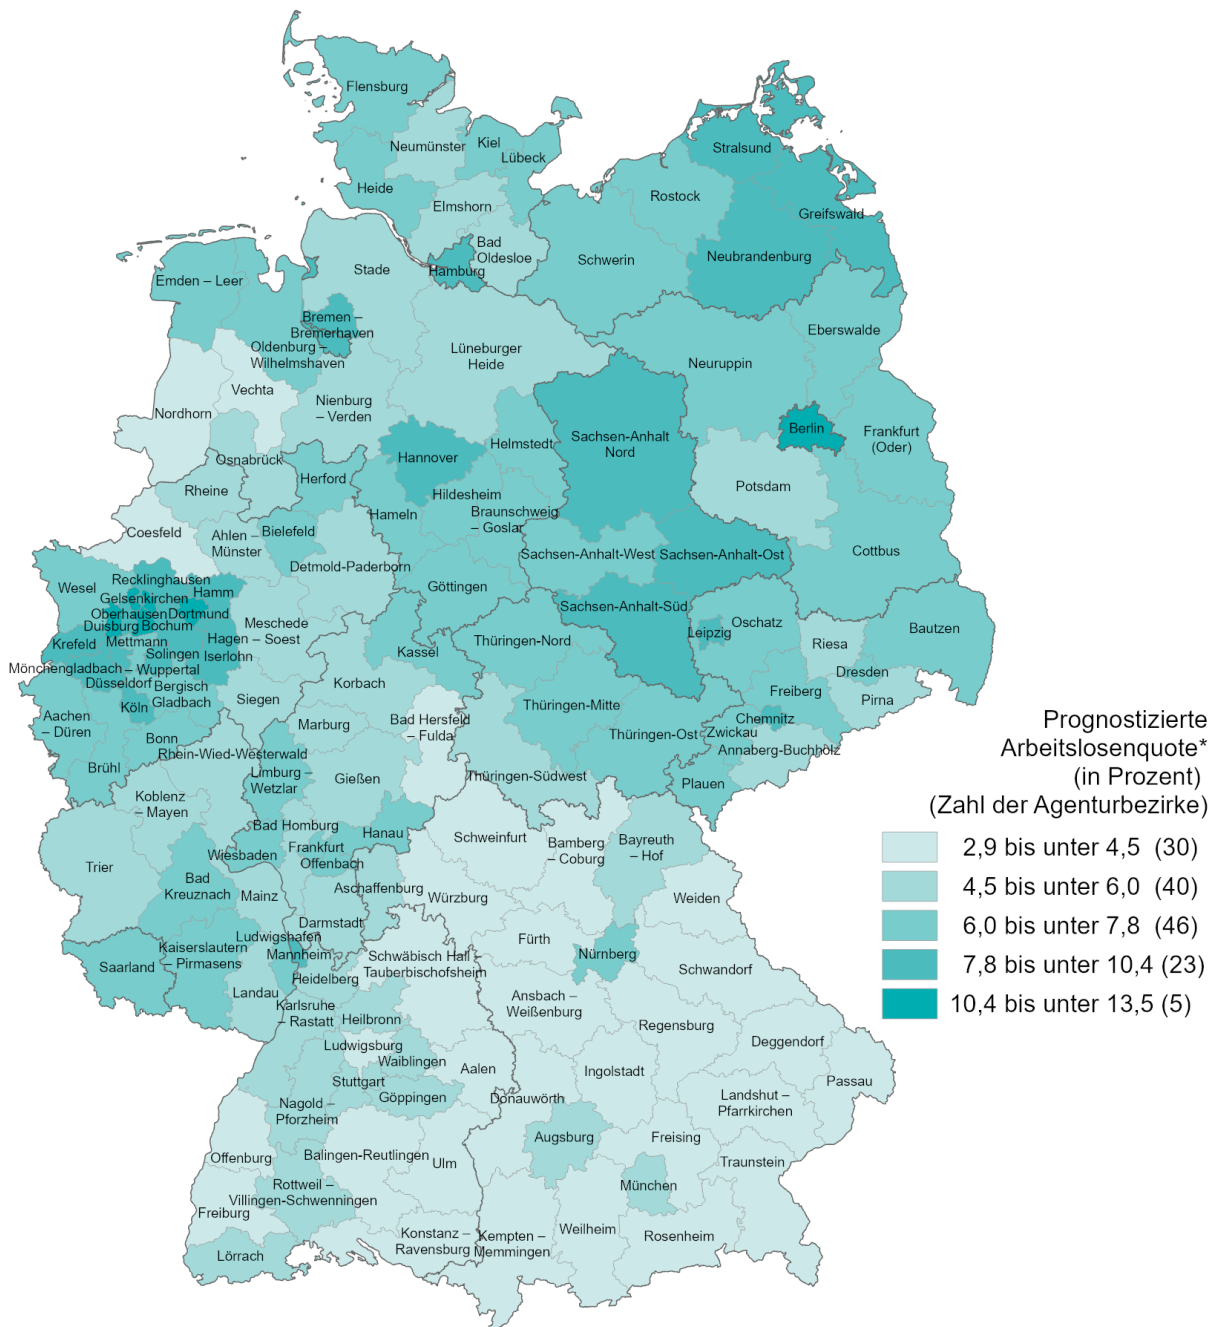 Flensburg
Neumünster
Kiel
Lübeck
Heide
Elmshorn
Bad
Oldesloe
Hamburg
Stralsund
Rostock
Greifswald
Schwerin
Neubrandenburg
Emden – Leer
Stade
Bremen –
Bremerhaven
Oldenburg –
Wilhelmshaven
Lüneburger
Heide
Eberswalde
Neuruppin
Vechta
Nordhorn
Nienburg
– Verden
Berlin
Frankfurt
(Oder)
Osnabrück
Hannover
Helmstedt
Sachsen-Anhalt
Nord
Potsdam
Rheine
Herford
Hildesheim
Hameln
Braunschweig
– Goslar
Coesfeld
Ahlen –
Münster
Bielefeld
Detmold-Paderborn
Göttingen
Sachsen-Anhalt-West
Sachsen-Anhalt-Ost
Cottbus
Wesel
Recklinghausen
Gelsenkirchen
Hamm
Oberhausen
Dortmund
Duisburg
Bochum
Krefeld
Mettmann
Hagen
Meschede
– Soest
Solingen
Iserlohn
Mönchengladbach
– Wuppertal
Düsseldorf
Bergisch
Gladbach
Köln
Siegen
Aachen
– Düren
Bonn
Brühl
Kassel
Korbach
Sachsen-Anhalt-Süd
Thüringen-Nord
Leipzig
Oschatz
Riesa
Bautzen
Dresden
Freiberg
Pirna
Chemnitz
Zwickau
Annaberg-Buchholz
Plauen
Thüringen-Mitte
Thüringen-Ost
Thüringen-Südwest
Marburg
Bad Hersfeld
– Fulda
Rhein-Wied-Westerwald
Limburg –
Wetzlar
Gießen
Koblenz
– Mayen
Bad Homburg
Hanau
Frankfurt
Offenbach
Wiesbaden
Trier
Bad
Kreuznach
Mainz
Aschaffenburg
Darmstadt
Schweinfurt
Bamberg
– Coburg
Bayreuth
– Hof
Weiden
Würzburg
Fürth
Nürnberg
Schwandorf
Saarland
Kaiserslautern
– Pirmasens
Ludwigshafen
Mannheim
Heidelberg
Schwäbisch Hall –
Tauberbischofsheim
Landau
Karlsruhe
– Rastatt
Heilbronn
Ansbach –
Weißenburg
Regensburg
Deggendorf
Passau
Ludwigsburg
Waiblingen
Stuttgart
Göppingen
Aalen
Ingolstadt
Donauwörth
Landshut –
Pfarrkirchen
Nagold –
Pforzheim
Augsburg
Freising
Traunstein
Offenburg
Balingen-Reutlingen
Ulm
Rottweil –
Villingen-Schwenningen
Freiburg
München
Lörrach
Konstanz –
Ravensburg
Kempten –
Memmingen
Weilheim
Rosenheim
Prognostizierte
Arbeitslosenquote*
(in Prozent)
(Zahl der Agenturbezirke)
2,9 bis unter 4,5 (30)
4,5 bis unter 6,0 (40)
6,0 bis unter 7,8 (46)
7,8 bis unter 10,4 (23)
10,4 bis unter 13,5 (5)